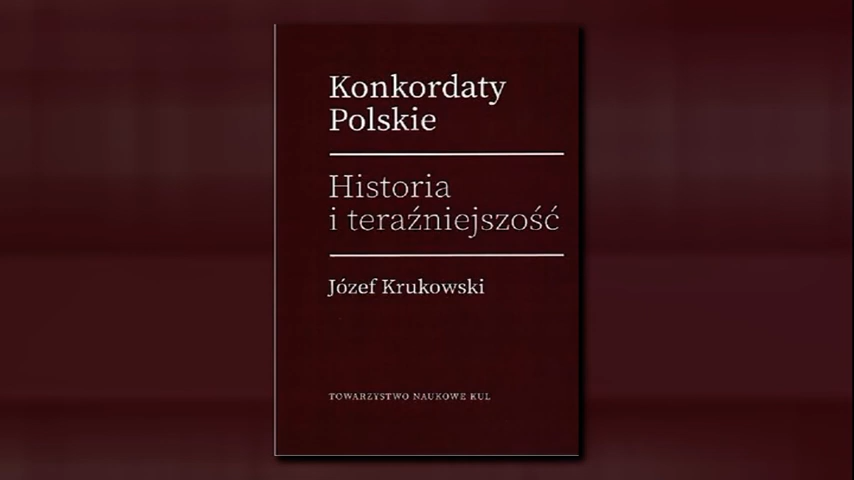 Konkordaty
Polskie
Historia
i teraźniejszość
Józef Krukowski
TOWARZYSTWO NAUKOWE KUL